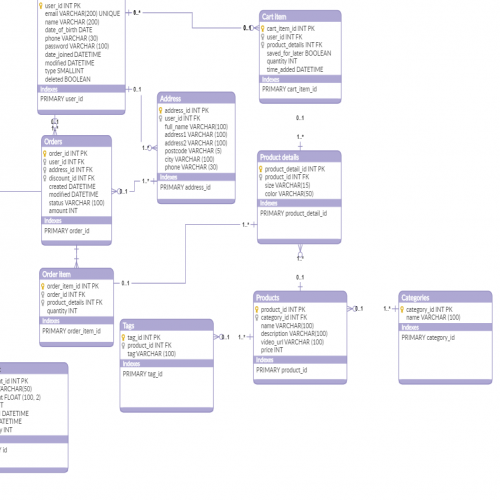 user_id INT PK
email VARCHAR(200) UNIQUE
name VARCHAR (200)
date_of_birth DATE
phone VARCHAR (30)
password VARCHAR (100)
date_joined DATETIME
modified DATETIME
type SMALLINT
deleted BOOLEAN
Indexes
PRIMARY user_id
0..*
0..1
Cart item
cart_item_id INT PK
user_id INT FK
product_details INT FK
saved_for_later BOOLEAN
quantity INT
time_added DATETIME
Indexes
PRIMARY cart_item_id
0..1
1..*
Address
address_id INT PK
user_id INT FK
full_name VARCHAR(100)
address1 VARCHAR (100)
address2 VARCHAR (100)
postcode VARCHAR (5)
city VARCHAR (100)
phone VARCHAR (30)
Indexes
PRIMARY address_id
Orders
order_id INT PK
user_id INT FK
address_id INT FK
discount_id INT FK
created DATETIME
modified DATETIME
status VARCHAR (100)
amount INT
Indexes
PRIMARY order_id
0..1
1..*
Product details
product_detail_id INT PK
product_id INT FK
size VARCHAR(15)
color VARCHAR(50)
Indexes
PRIMARY product_detail_id
1..*
0..1
Order item
order_item_id INT PK
order_id INT FK
product_details INT FK
quantity INT
Indexes
PRIMARY order_item_id
0..1
Tags
tag_id INT PK
product_id INT FK
tag VARCHAR (100)
Indexes
PRIMARY tag_id
0..1
1..*
Products
product_id INT PK
category_id INT FK
name VARCHAR(100)
description VARCHAR(100)
video_url VARCHAR (100)
price INT
Indexes
PRIMARY product_id
0..1
1..*
Categories
category_id INT PK
name VARCHAR (100)
Indexes
PRIMARY category_id
t_id INT PK
ARCHAR(50)
t FLOAT (100, 2)
T
DATETIME
ATETIME
y INT
id